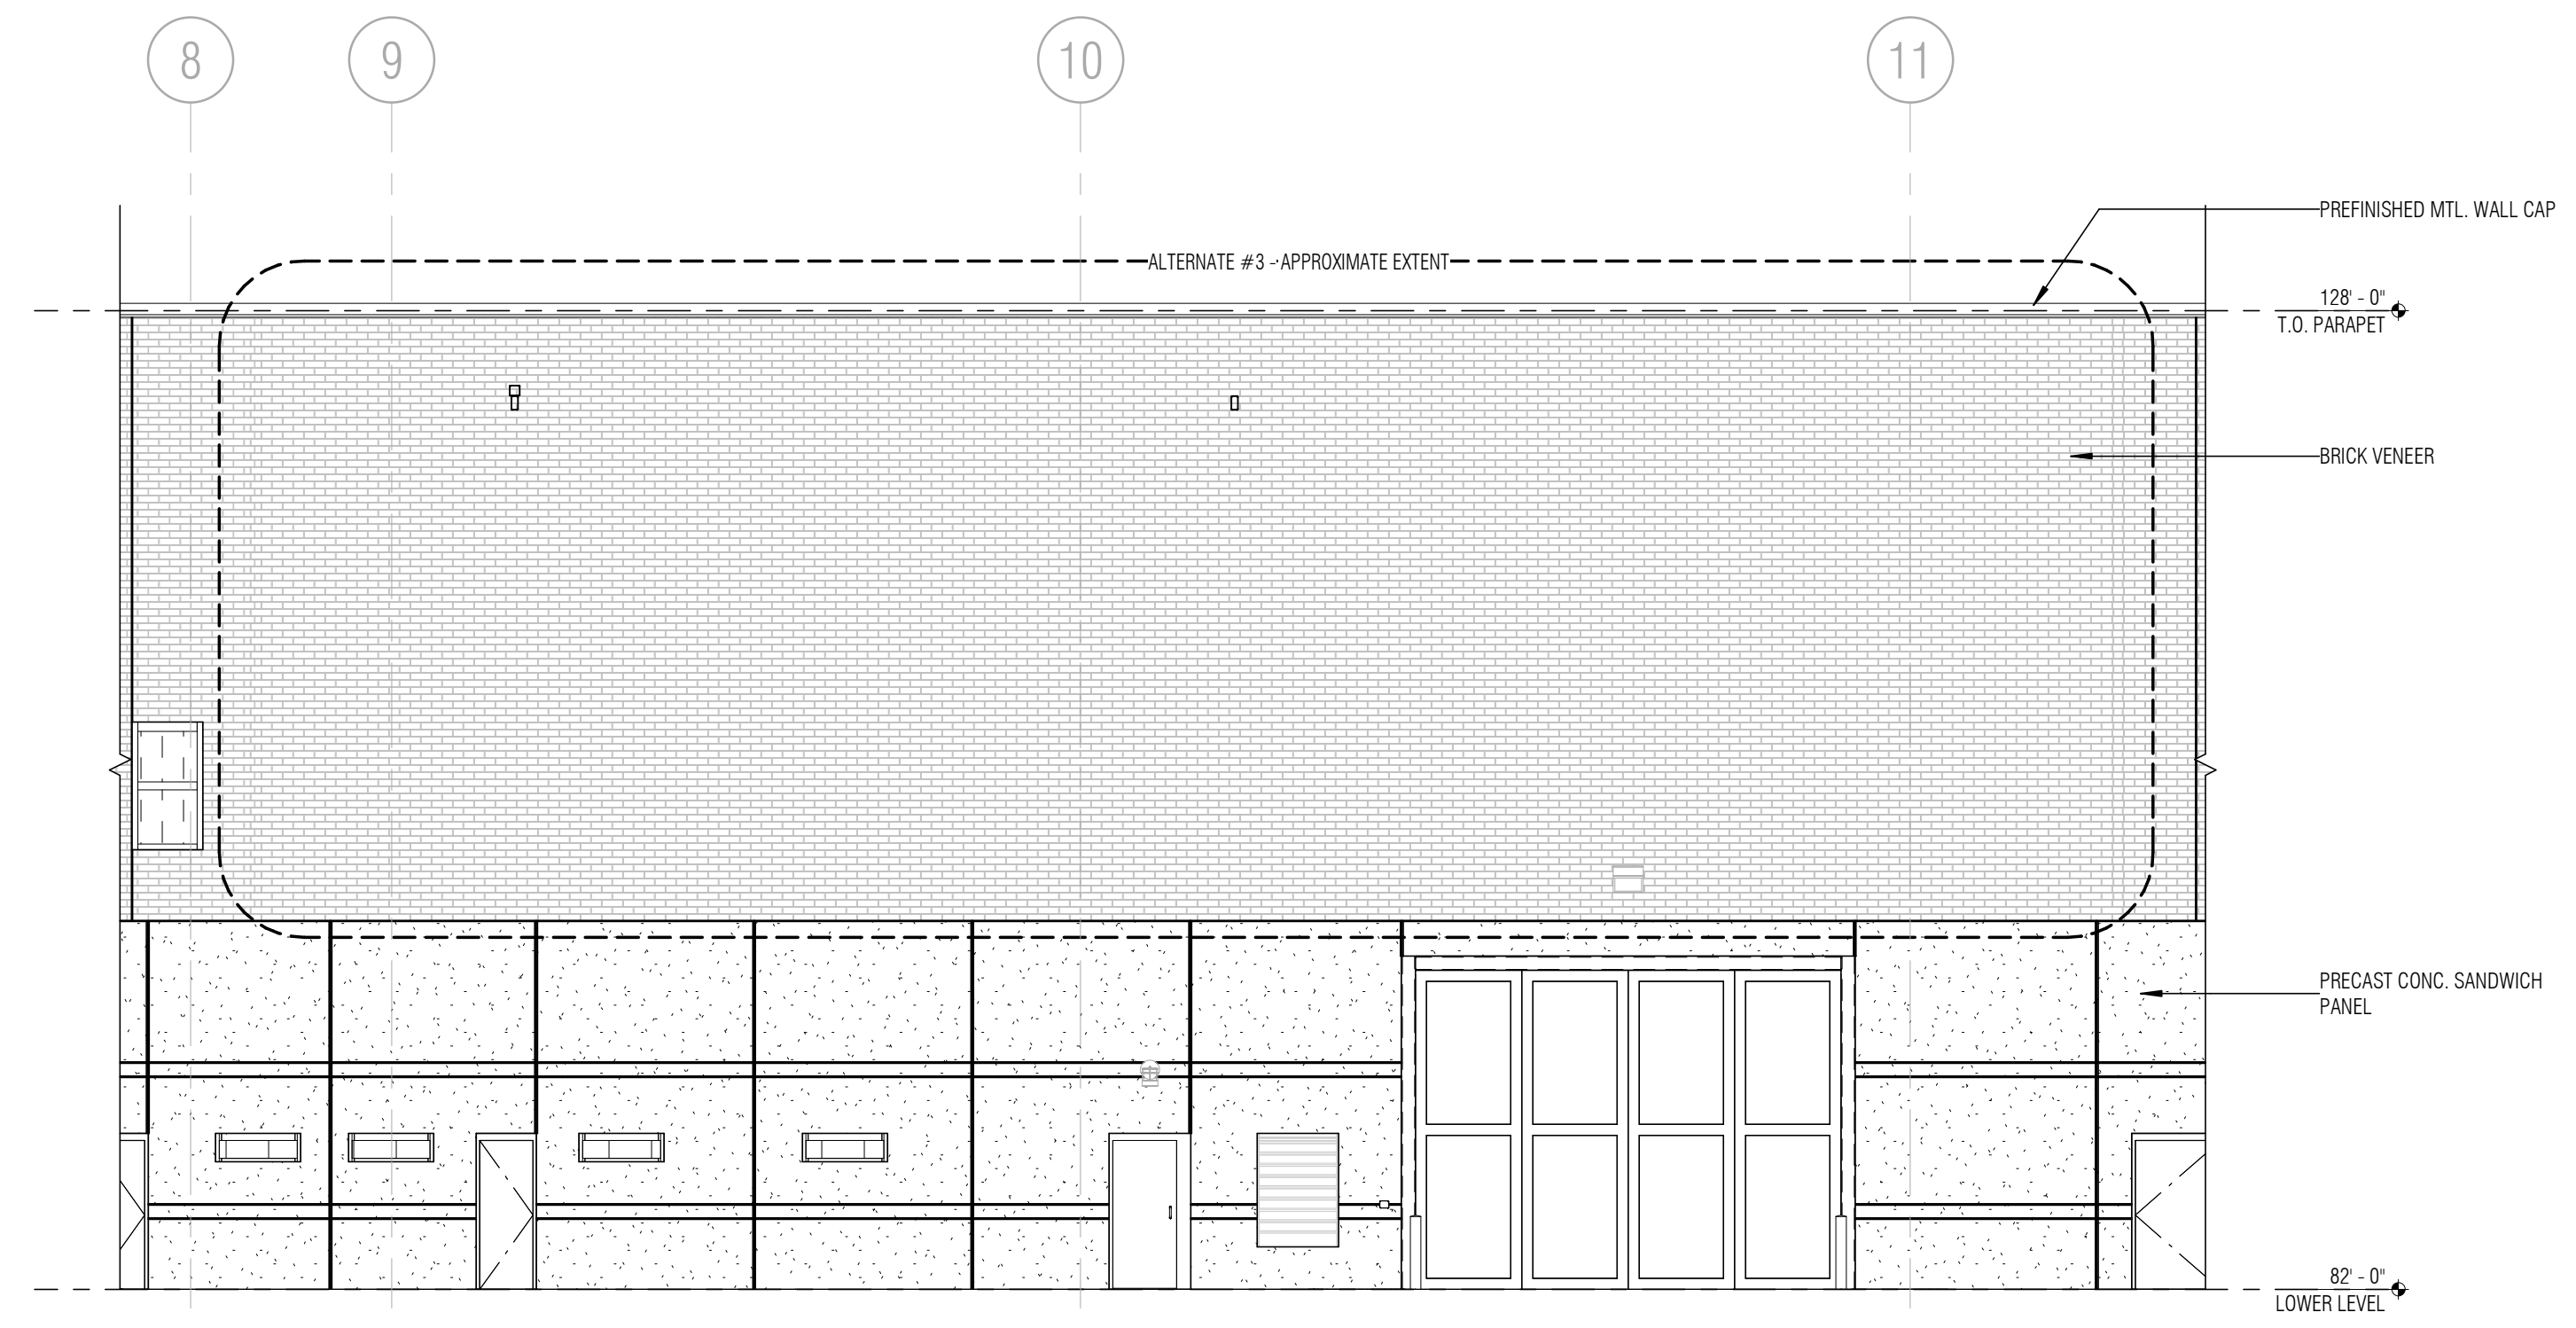 8
9
10
11
PREFINISHED MTL. WALL CAP
ALTERNATE #3 - APPROXIMATE EXTENT
128' - 0"
T.O. PARAPET
BRICK VENEER
PRECAST CONC. SANDWICH
PANEL
82' - 0"
LOWER LEVEL